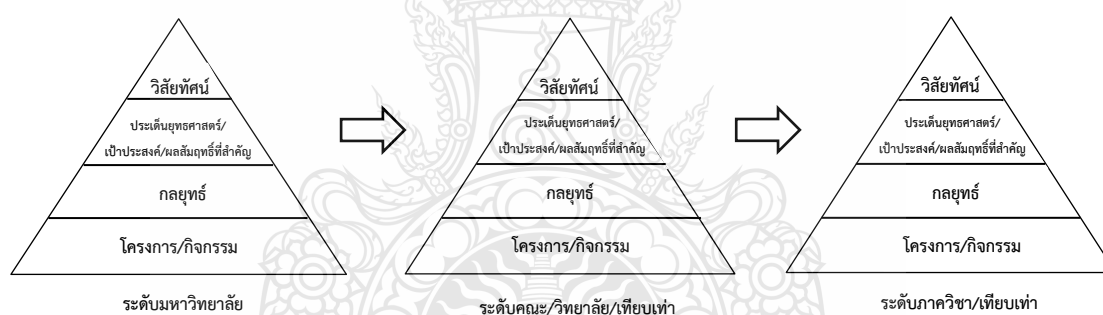 วิสัยทัศน์
ประเด็นยุทธศาสตร์/
เป้าประสงค์/ผลสัมฤทธิ์ที่สำคัญ
กลยุทธ์
โครงการ/กิจกรรม
ระดับมหาวิทยาลัย
วิสัยทัศน์
ประเด็นยุทธศาสตร์/
เป้าประสงค์/ผลสัมฤทธิ์ที่สำคัญ
กลยุทธ์
โครงการ/กิจกรรม
ระดับคณะ/วิทยาลัย/เทียบเท่า
วิสัยทัศน์
ประเด็นยุทธศาสตร์/
เป้าประสงค์/ผลสัมฤทธิ์ที่สำคัญ
กลยุทธ์
โครงการ/กิจกรรม
ระดับภาควิชา/เทียบเท่า